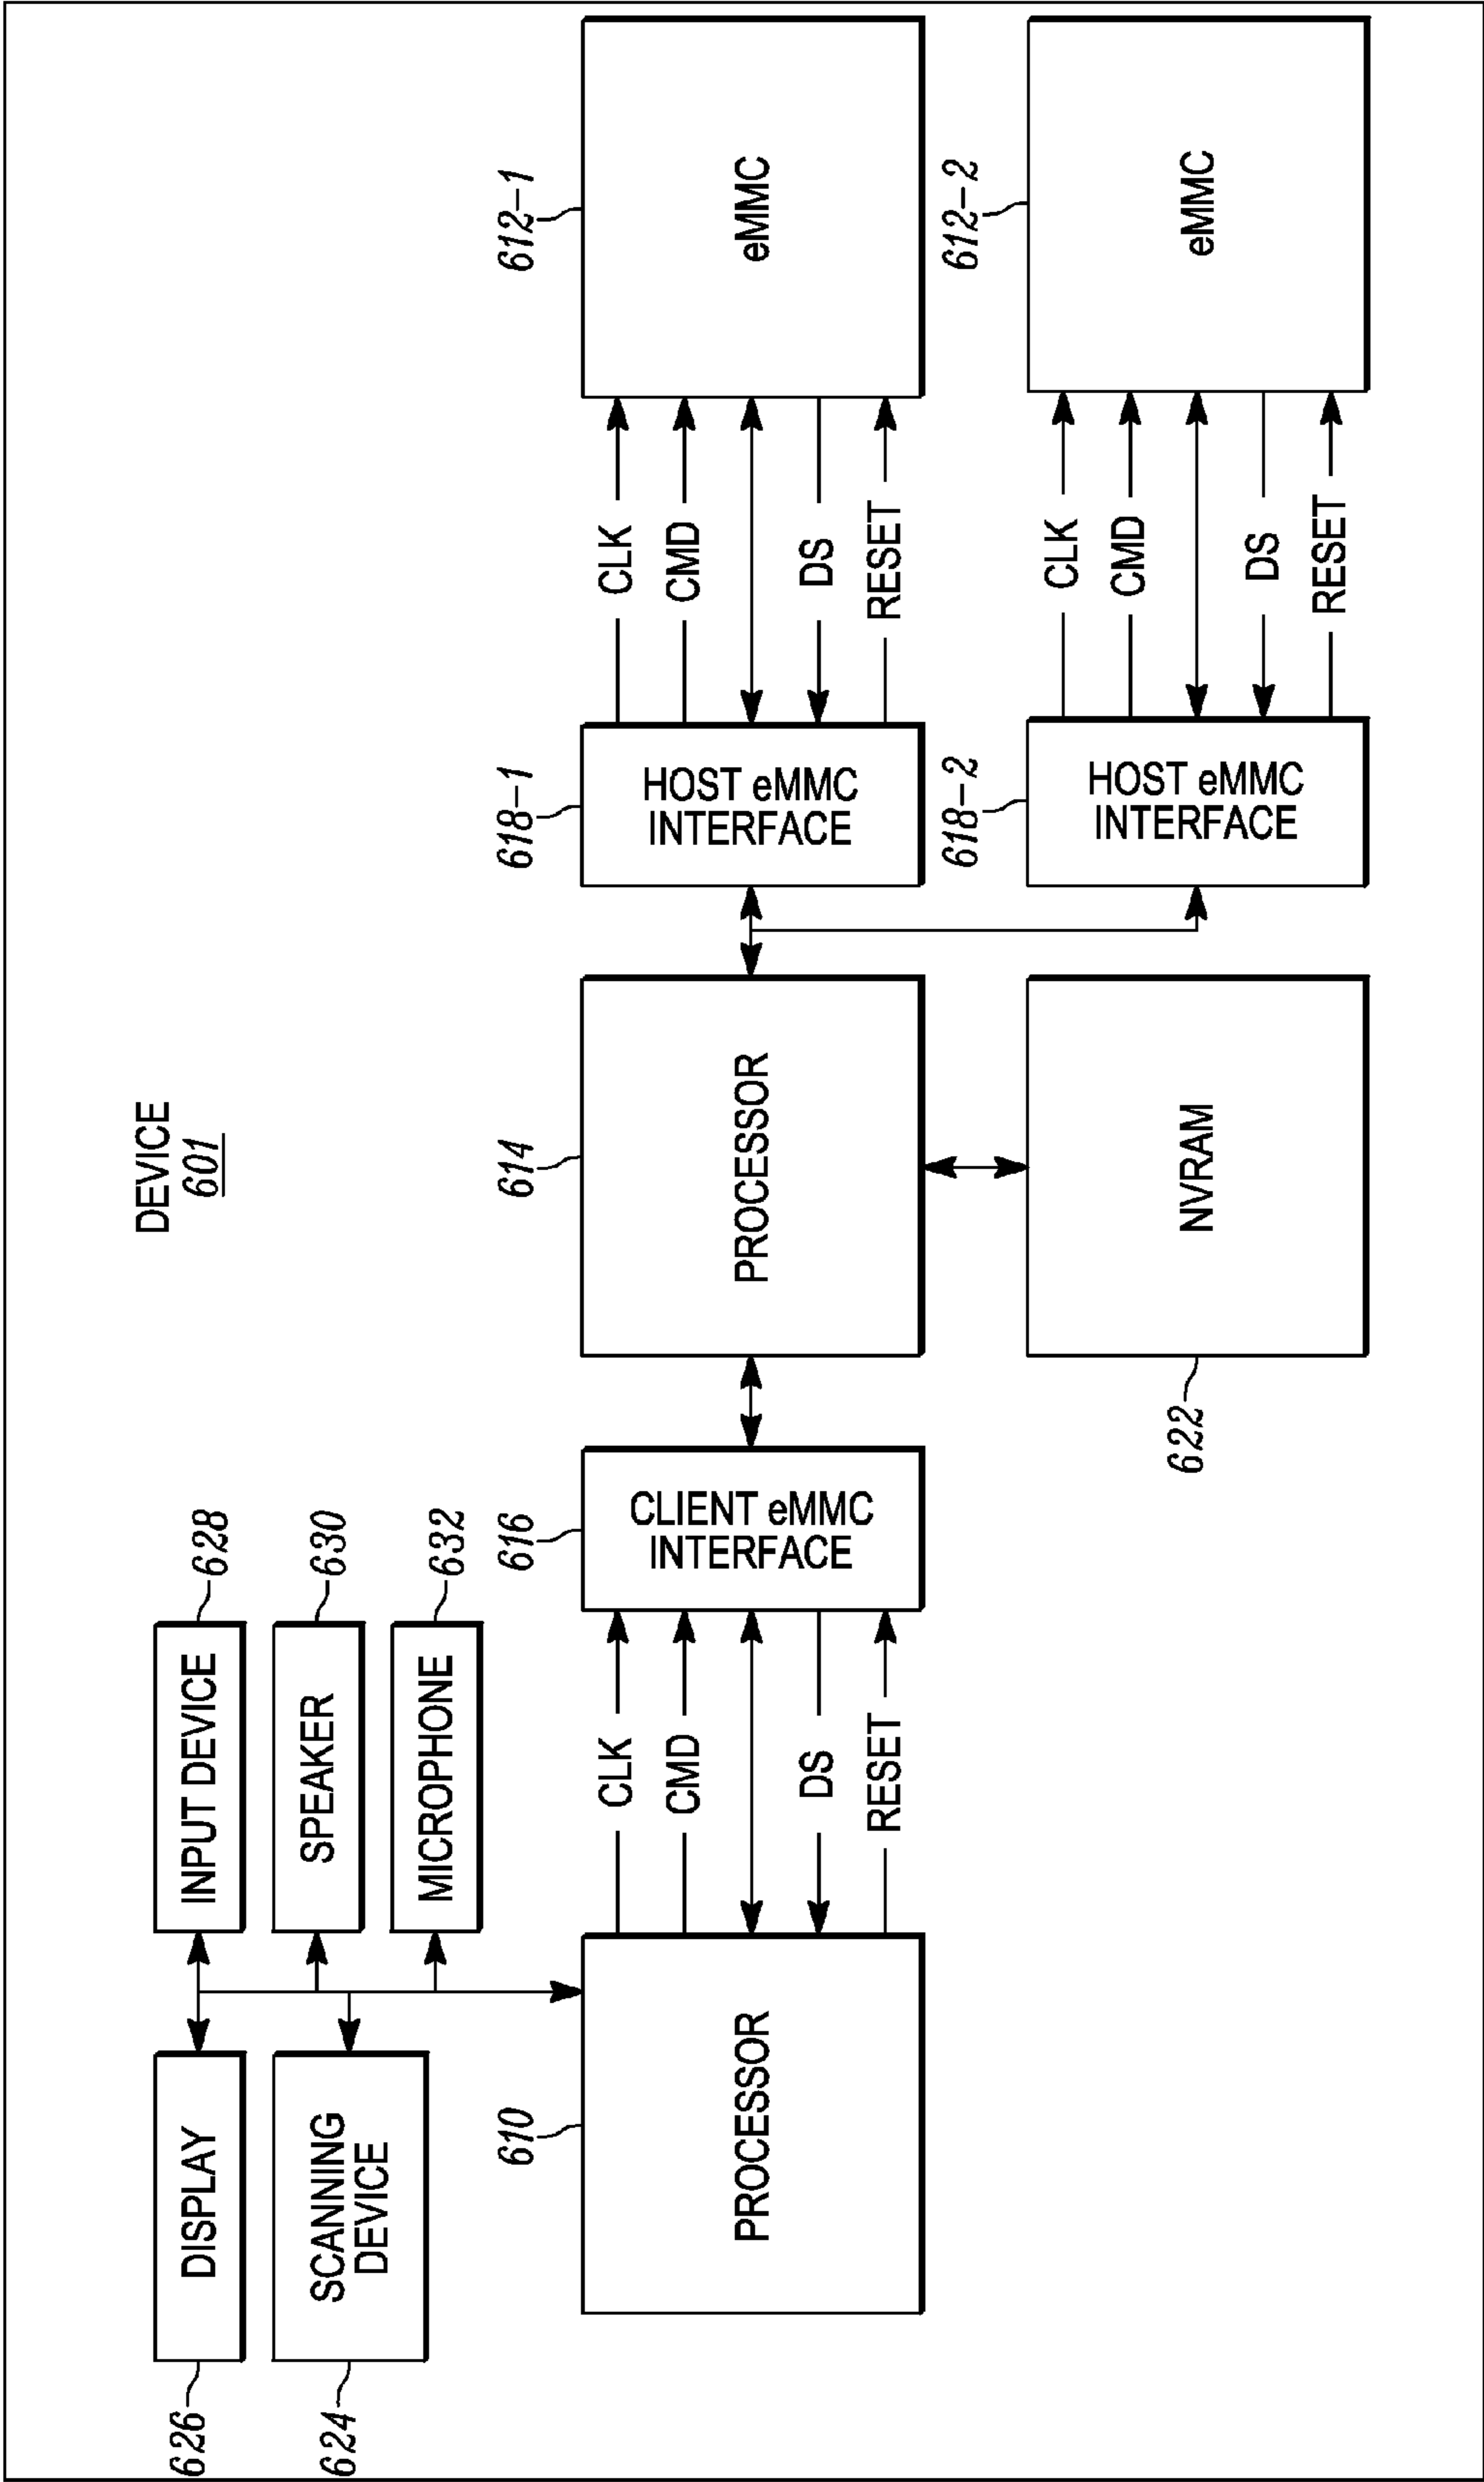 DEVICE
601
626
DISPLAY
INPUT DEVICE
628
624
SCANNING
DEVICE
SPEAKER
630
MICROPHONE
632
610
PROCESSOR
CLK
CMD
DS
RESET
616
CLIENT eMMC
INTERFACE
614
PROCESSOR
618-1
HOST eMMC
INTERFACE
CLK
CMD
DS
RESET
612-1
eMMC
622
NVRAM
618-2
HOST eMMC
INTERFACE
CLK
CMD
DS
RESET
612-2
eMMC